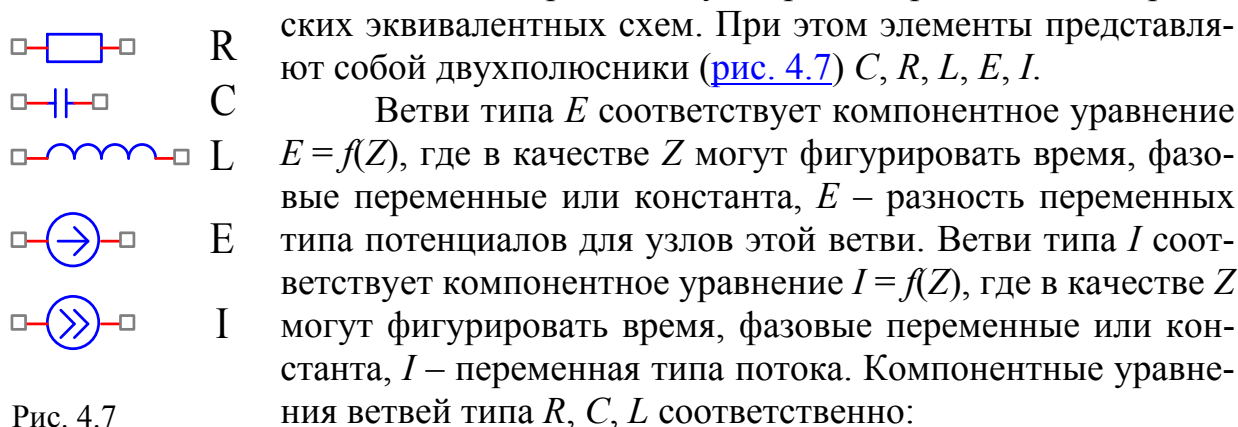 ских эквивалентных схем. При этом элементы представля-
ют собой двухполюсники (рис. 4.7) C, R, L, E, I.
Ветви типа E соответствует компонентное уравнение
E = f(Z), где в качестве Z могут фигурировать время, фазо-
вые переменные или константа, E – разность переменных
типа потенциалов для узлов этой ветви. Ветви типа I соот-
ветствует компонентное уравнение I = f(Z), где в качестве Z
могут фигурировать время, фазовые переменные или кон-
станта, I – переменная типа потока. Компонентные уравне-
ния ветвей типа R, C, L соответственно:
R
C
L
E
I
Рис. 4.7